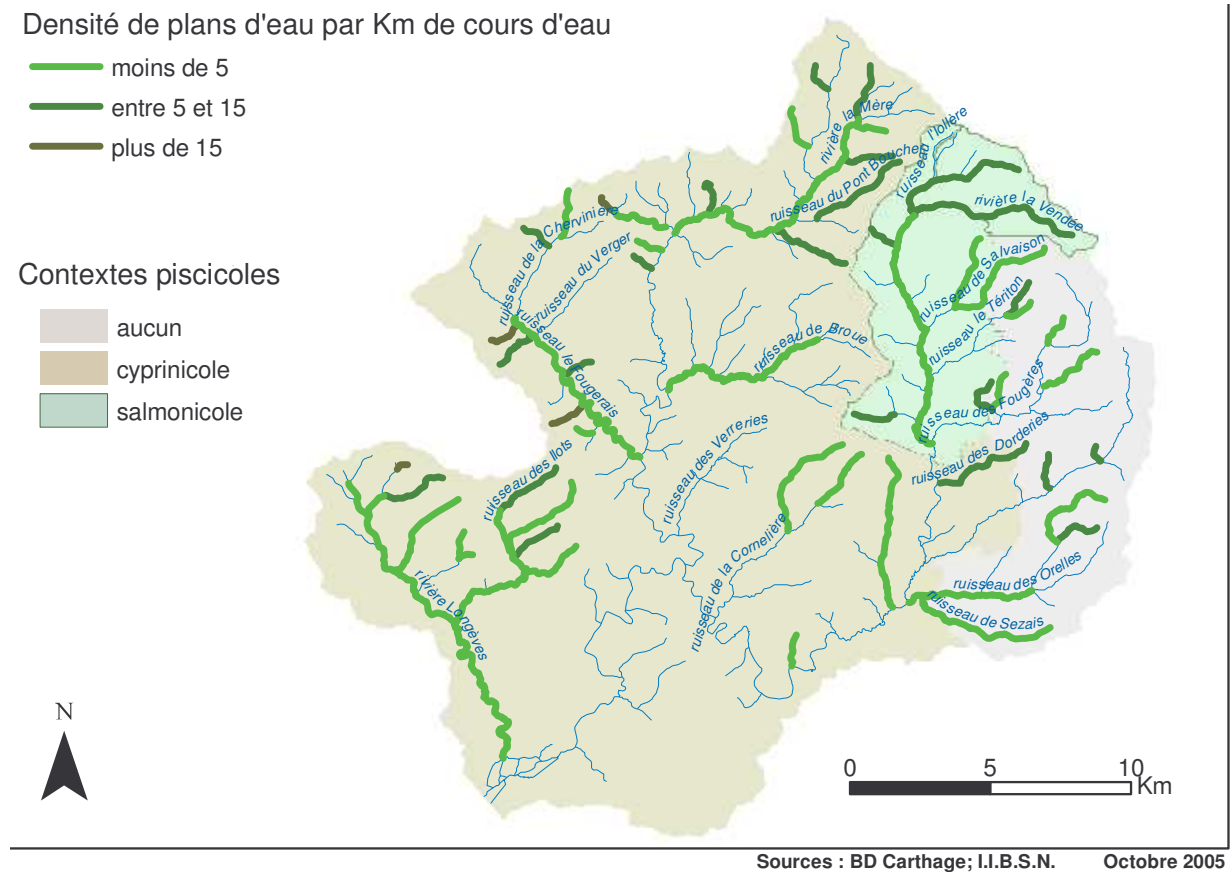 Densité de plans d'eau par Km de cours d'eau
moins de 5
entre 5 et 15
plus de 15
Contextes piscicoles
aucun
cyprinicole
salmonicole
rivière la Mère
ruisseau l'Iolière
ruisseau du Pont Boucher
rivière la Vendée
ruisseau de la Chervinière
ruisseau du Verger
ruisseau de Salvaison
ruisseau le Tériton
ruisseau le Fougerais
ruisseau de Broue
ruisseau des Fougères
ruisseau des Verreries
ruisseau des Dorderies
ruisseau des Ilots
ruisseau de la Cornelière
rivière Longèves
ruisseau des Orelles
ruisseau de Sezais
N
0 5 10
Km
Sources : BD Carthage; I.I.B.S.N. Octobre 2005